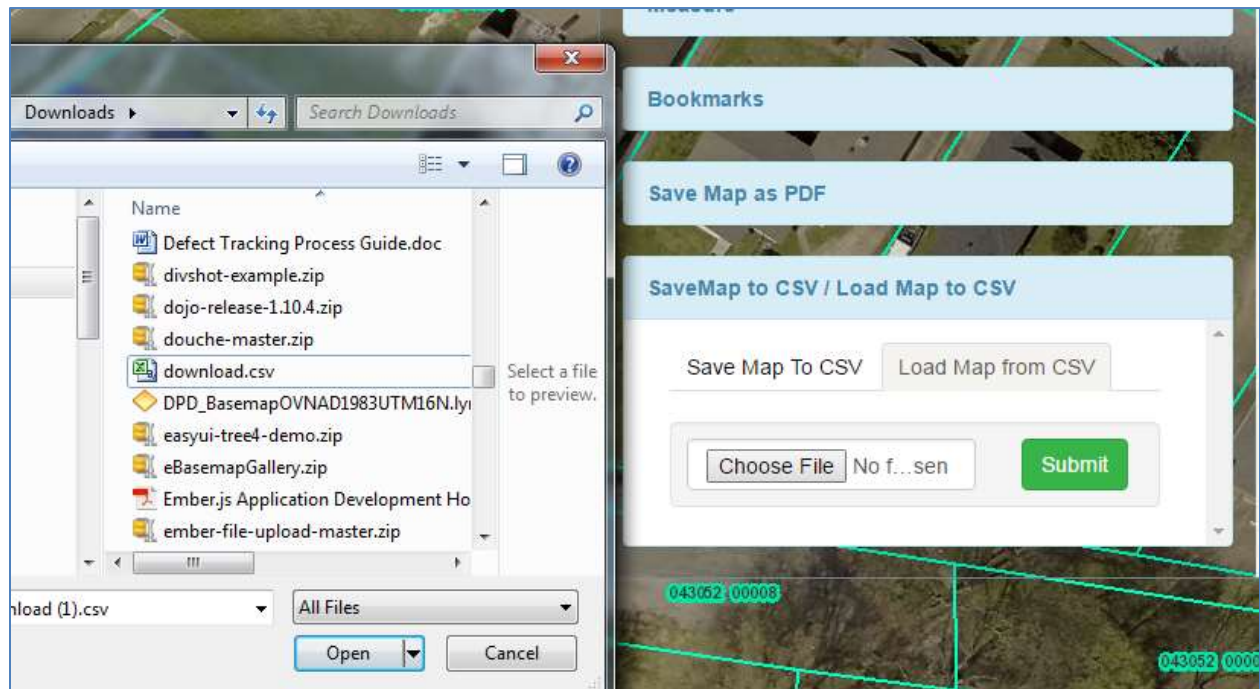 Downloads
Search Downloads
Name
Defect Tracking Process Guide.doc
divshot-example.zip
dojo-release-1.10.4.zip
douche-master.zip
download.csv
DPD_BasemapOVNAD1983UTM16N.ly
easyui-tree4-demo.zip
eBasemapGallery.zip
Ember.js Application Development Ho
ember-file-upload-master.zip
Select a file
to preview.
nload (1).csv
All Files
Open
Cancel
Bookmarks
Save Map as PDF
SaveMap to CSV / Load Map to CSV
Save Map To CSV
Load Map from CSV
Choose File
No f...sen
Submit
043052 00008
043052